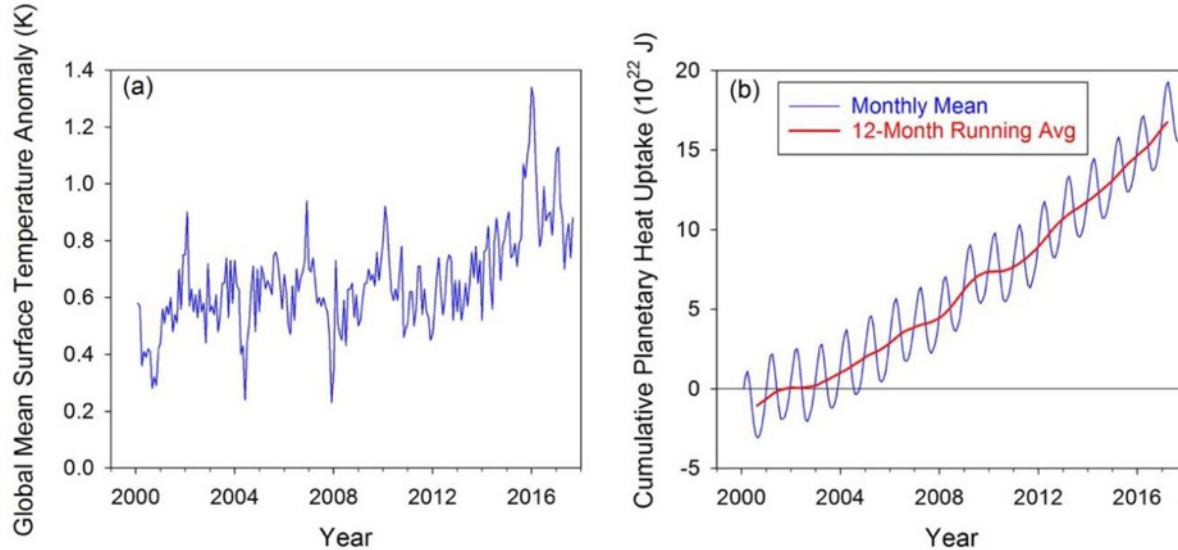 Global Mean Surface Temperature Anomaly (K)
(a)
1.4
1.2
1.0
0.8
0.6
0.4
0.2
0.0
2000 2004 2008 2012 2016
Year
Cumulative Planetary Heat Uptake (10²² J)
(b)
Monthly Mean
12-Month Running Avg
20
15
10
5
0
-5
2000 2004 2008 2012 2016
Year